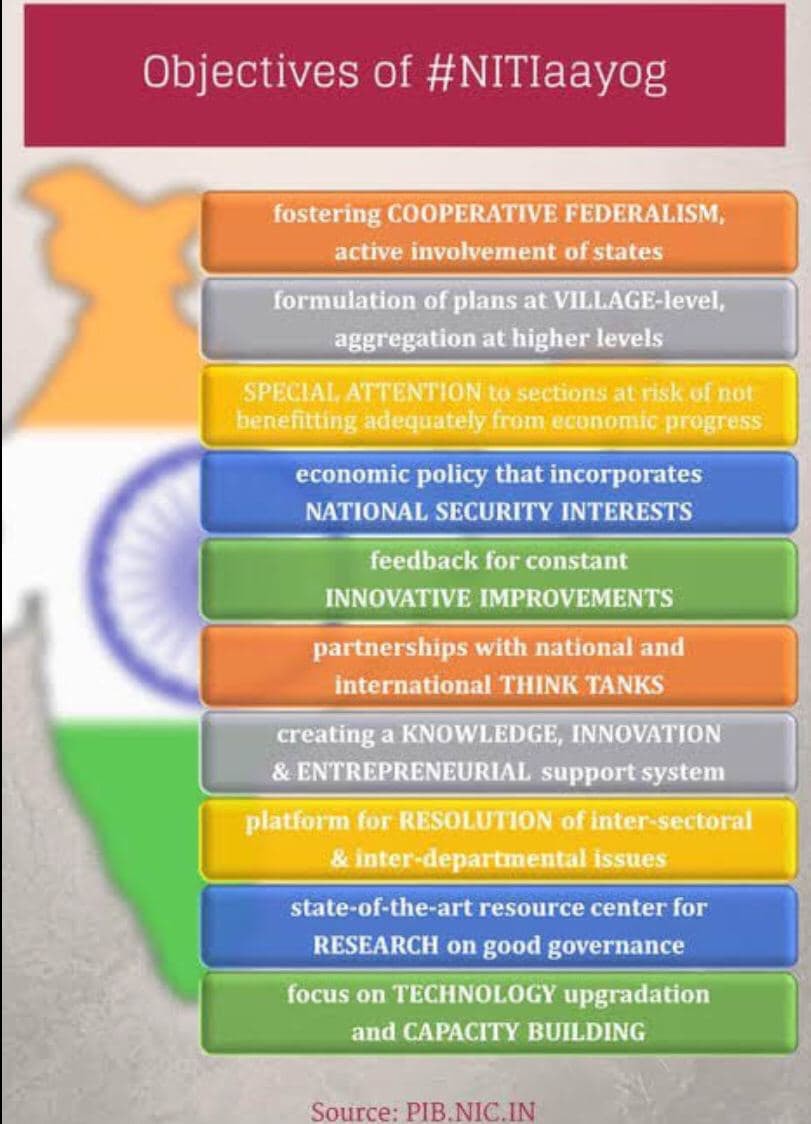 Objectives of #NITIaayog
fostering COOPERATIVE FEDERALISM,
active involvement of states
formulation of plans at VILLAGE-level,
aggregation at higher levels
SPECIAL ATTENTION to sections at risk of not
benefitting adequately from economic progress
economic policy that incorporates
NATIONAL SECURITY INTERESTS
feedback for constant
INNOVATIVE IMPROVEMENTS
partnerships with national and
international THINK TANKS
creating a KNOWLEDGE, INNOVATION
& ENTREPRENEURIAL support system
platform for RESOLUTION of inter-sectoral
& inter-departmental issues
state-of-the-art resource center for
RESEARCH on good governance
focus on TECHNOLOGY upgradation
and CAPACITY BUILDING
Source: PIB.NIC.IN